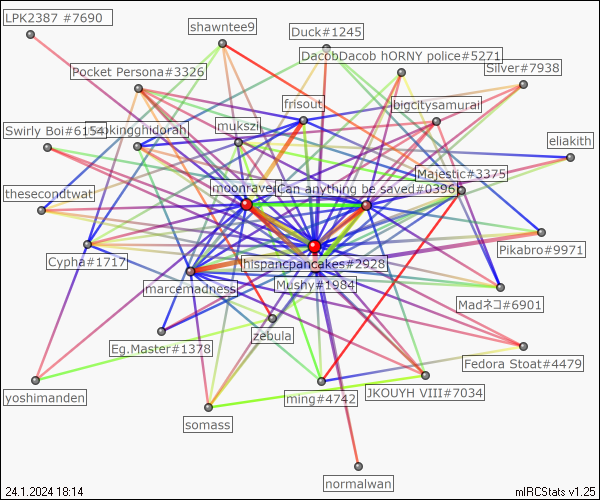 LPK2387 #7690
shawntee9
Duck#1245
DacobDacob hORNY police#5271
Pocket Persona#3326
Silver#7938
frisout
bigcitysamurai
Swirly Boi#6154
mukszi
eliakith
Majestic#3375
thesecondtwat
moonrave
Can anything be saved#0396
Pikabro#9971
Cypha#1717
hispancpancakes#2928
marcemadness
Mushy#1984
Madネコ#6901
zebula
Eg.Master#1378
Fedora Stoat#4479
yoshimanden
ming#4742
JKOUYH VIII#7034
somass
normalwan
24.1.2024 18:14
mIRCStats v1.25